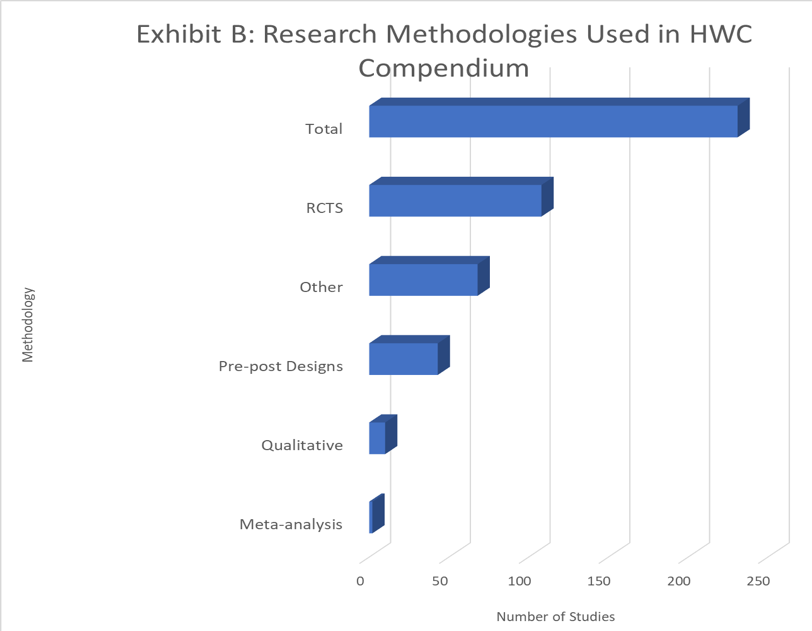 Exhibit B: Research Methodologies Used in HWC
Compendium
Total
RCTS
Other
Pre-post Designs
Qualitative
Meta-analysis
Methodology
0 50 100 150 200 250
Number of Studies